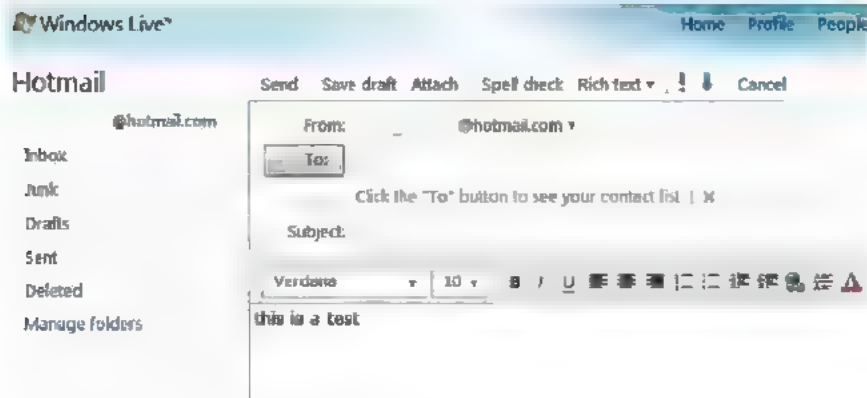 Windows Live™
Home Profile People
Hotmail
Send Save draft Attach Spell check Rich text Cancel
@hotmail.com
From: @hotmail.com
To:
Click the "To" button to see your contact list | X
Subject:
Inbox
Junk
Drafts
Sent
Deleted
Manage folders
Verdana 10 B I U A
this is a test